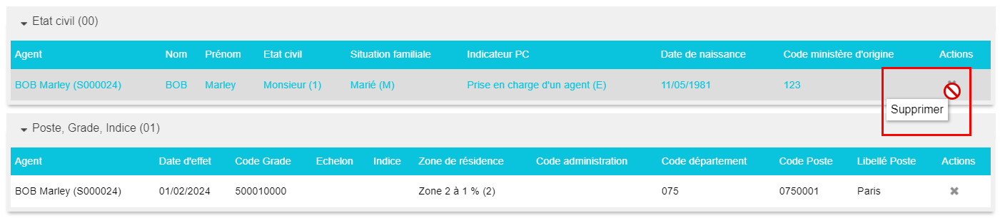 Etat civil (00)
Agent Nom Prénom Etat civil Situation familiale Indicateur PC Date de naissance Code ministère d'origine Actions
BOB Marley (S000024) BOB Marley Monsieur (1) Marié (M) Prise en charge d'un agent (E) 11/05/1981 123
Supprimer
Poste, Grade, Indice (01)
Agent Date d'effet Code Grade Echelon Indice Zone de résidence Code administration Code département Code Poste Libellé Poste Actions
BOB Marley (S000024) 01/02/2024 500010000 Zone 2 à 1 % (2) 075 0750001 Paris